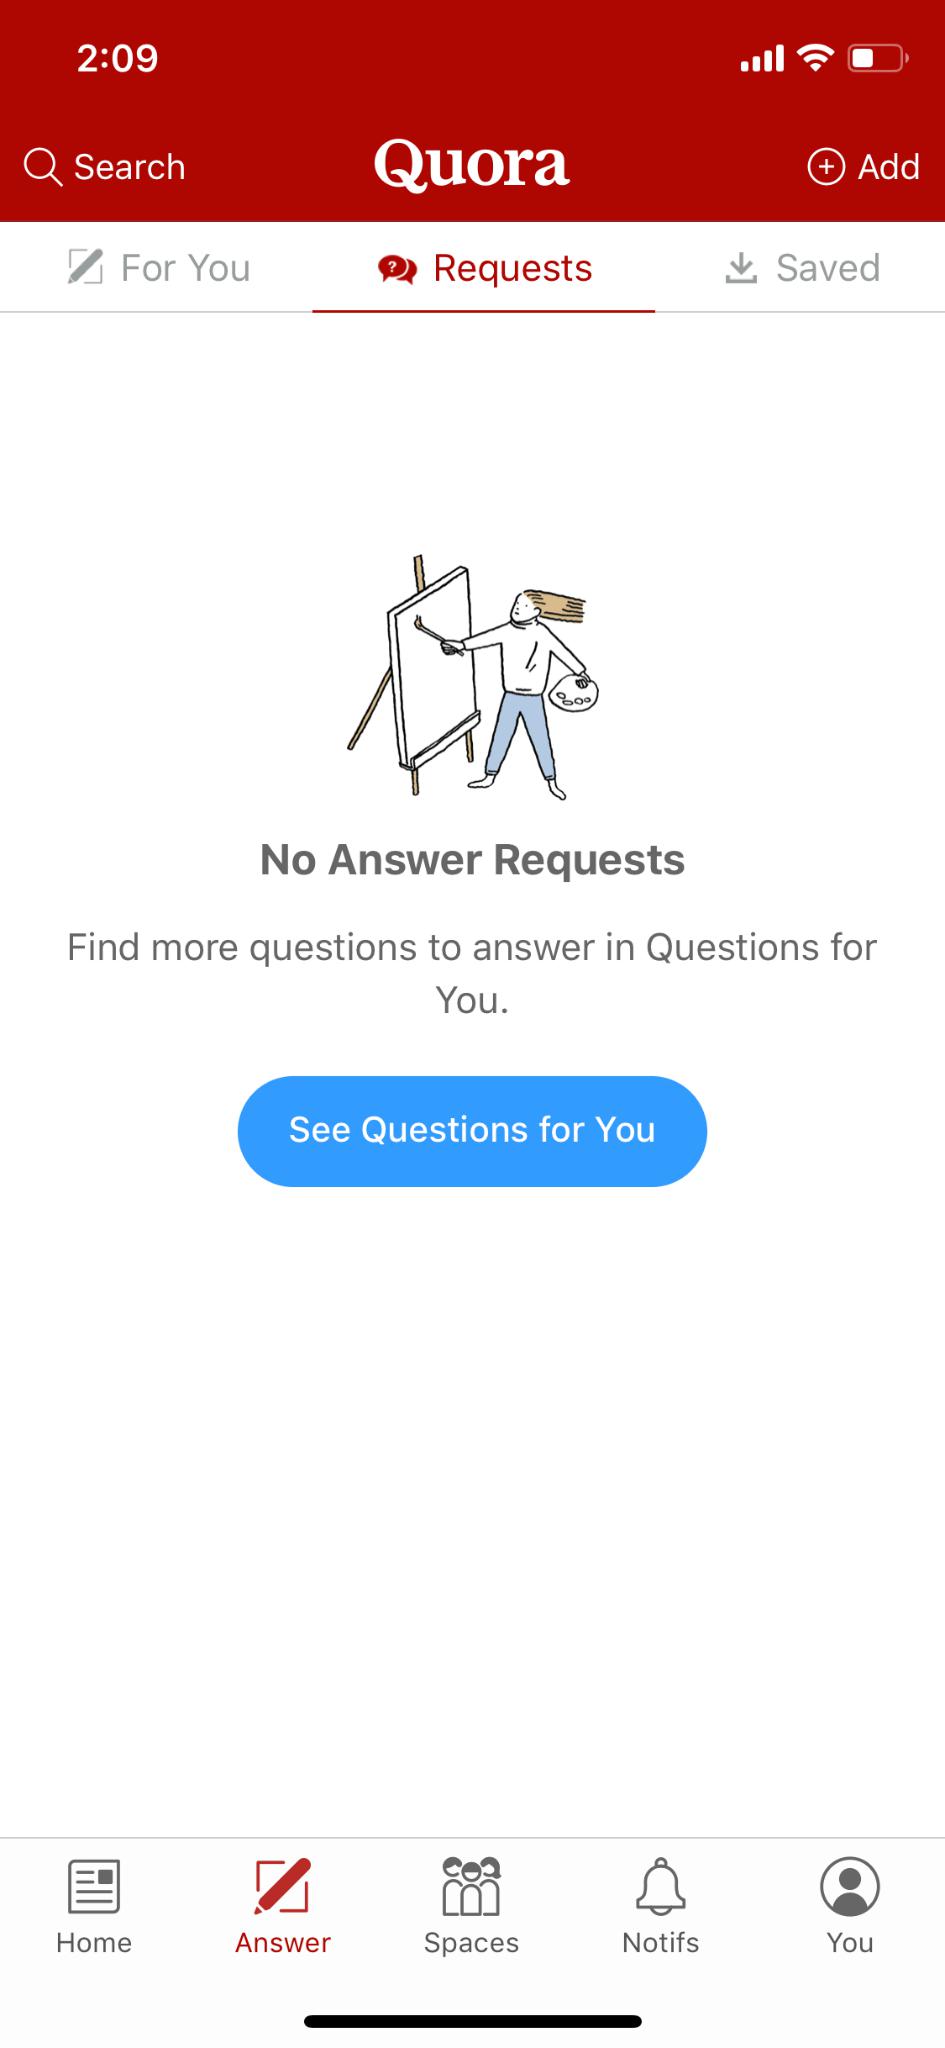 2:09
Search
Quora
Add
For You
Requests
Saved
No Answer Requests
Find more questions to answer in Questions for
You.
See Questions for You
Home
Answer
Spaces
Notifs
You